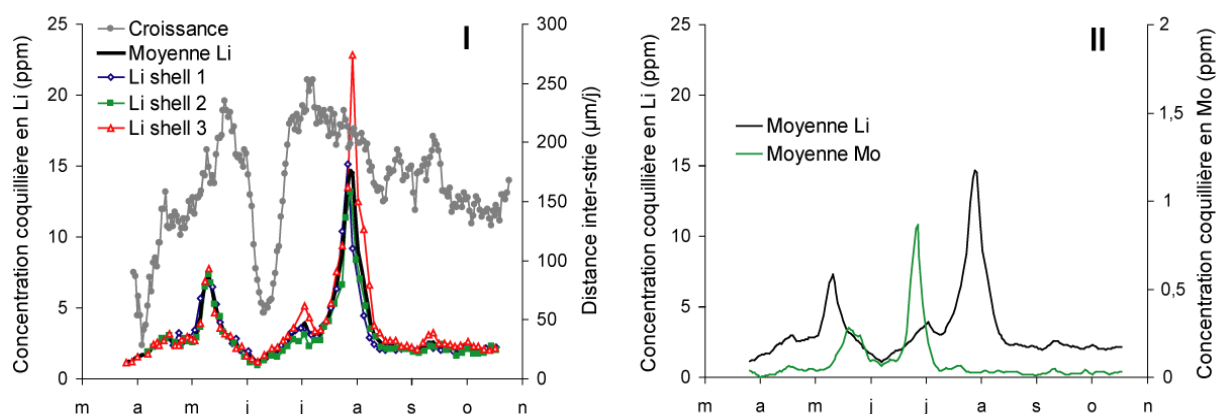 Concentration coquillière en Li (ppm)
25
20
15
10
5
0
Croissance
Moyenne Li
Li shell 1
Li shell 2
Li shell 3
I
300
250
200
150
100
50
0
Distance inter-strie (µm/j)
m a m j j a s o n
Concentration coquillière en Li (ppm)
25
20
15
10
5
0
Moyenne Li
Moyenne Mo
II
2
1,5
1
0,5
0
Concentration coquillière en Mo (ppm)
m a m j j a s o n